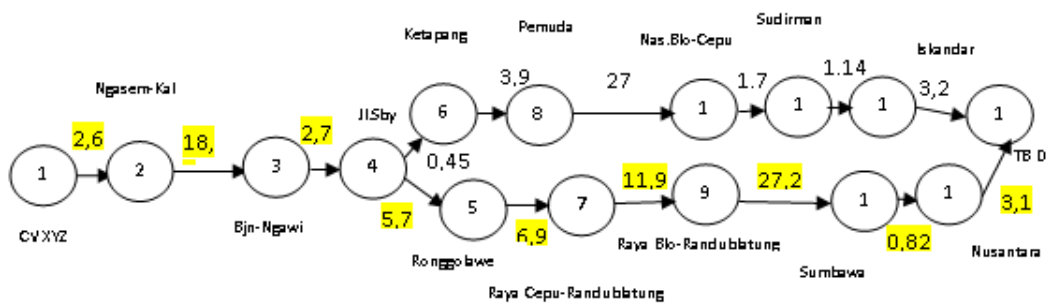 Sudirman
Ketapang
Pemuda
Nas.Blo-Cepu
Iskandar
Ngasem-Kal
3,9
27
1.7
1.14
3,2
2,6
18,
2,7
Jl.Sby
6
8
1
1
1
1
1
2
3
4
0,45
TB D
5,7
5
6,9
7
11,9
9
27,2
1
0,82
1
3,1
CV XYZ
Bjn-Ngawi
Ronggolawe
Raya Blo-Randublatung
Sumbawa
Nusantara
Raya Cepu-Randublatung